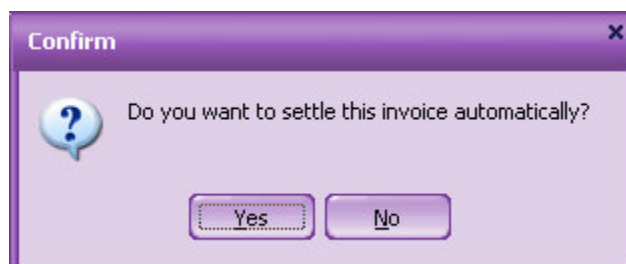 Confirm
Do you want to settle this invoice automatically?
Yes
No